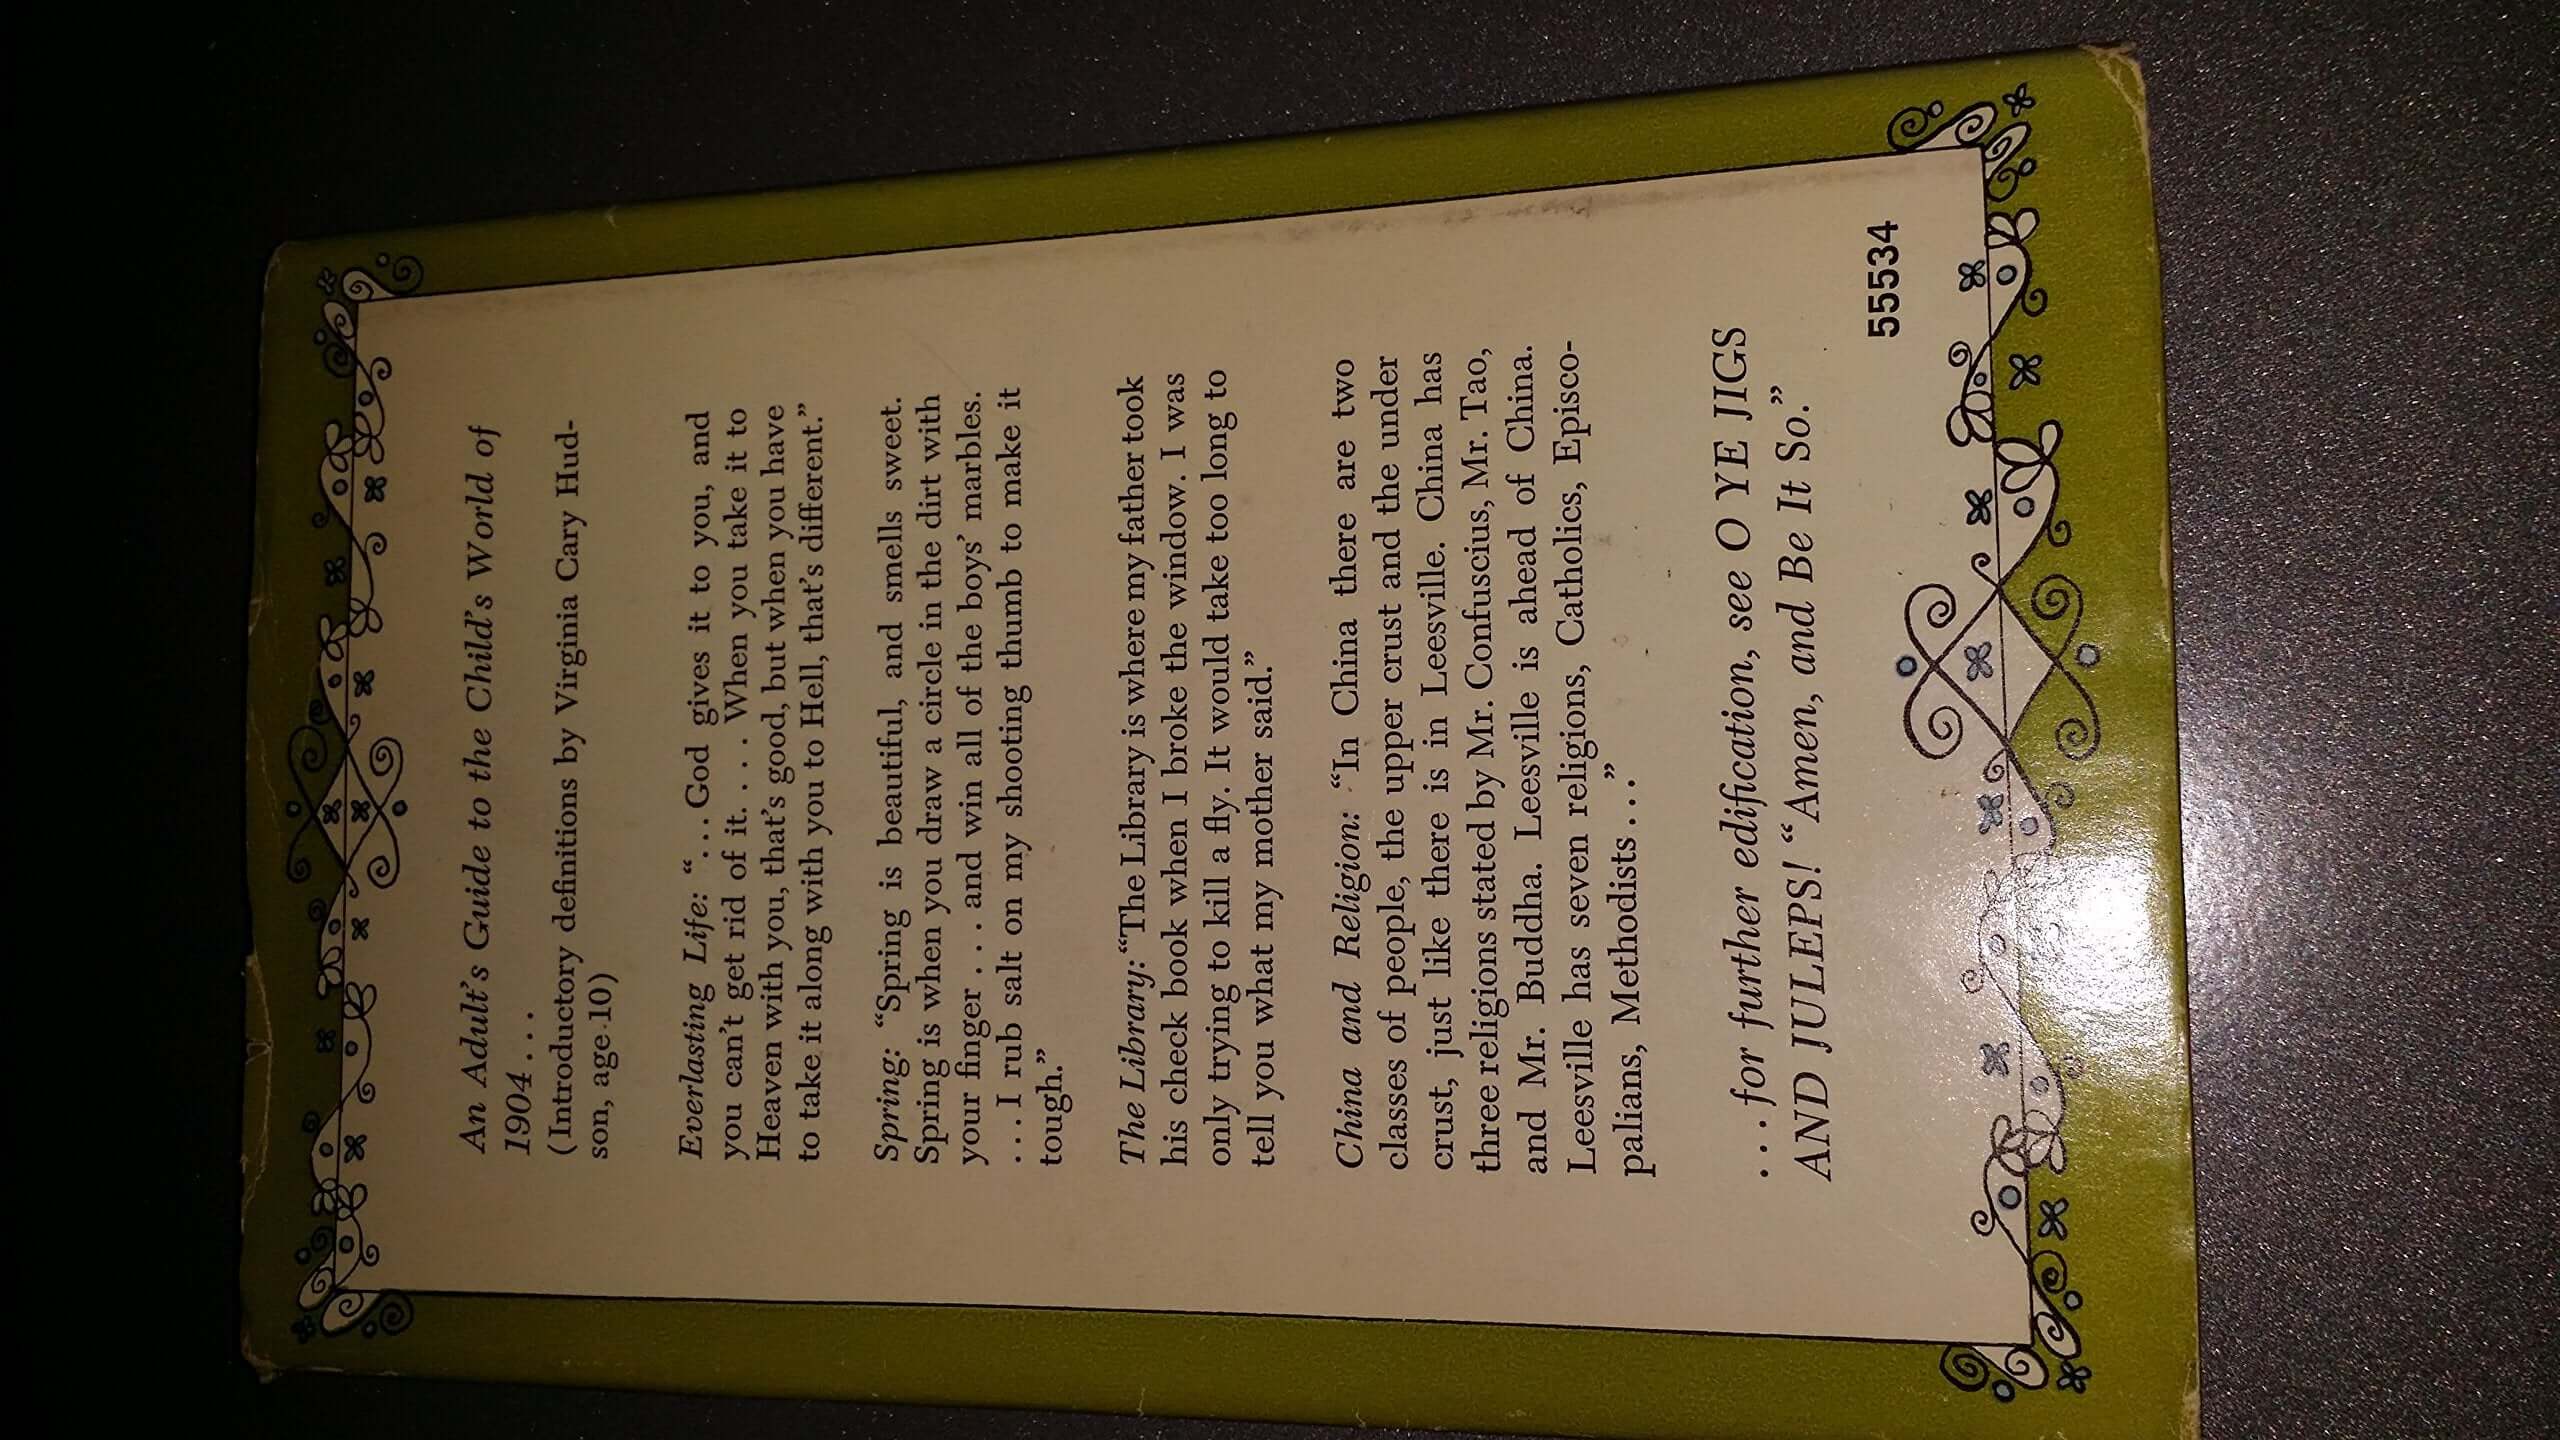 An Adult's Guide to the Child's World of
1904...
(Introductory definitions by Virginia Cary Hud-
son, age 10)
Everlasting Life: "...God gives it to you, and
you can't get rid of it. . . . When you take it to
Heaven with you, that's good, but when you have
to take it along with you to Hell, that's different."
Spring: "Spring is beautiful, and smells sweet.
Spring is when you draw a circle in the dirt with
your finger . . . and win all of the boys' marbles.
...I rub salt on my shooting thumb to make it
tough."
The Library: "The Library is where my father took
his check book when I broke the window. I was
only trying to kill a fly. It would take too long to
tell you what my mother said."
China and Religion: "In China there are two
classes of people, the upper crust and the under
crust, just like there is in Leesville. China has
three religions stated by Mr. Confuscius, Mr. Tao,
and Mr. Buddha. Leesville is ahead of China.
Leesville has seven religions, Catholics, Episco-
palians, Methodists..."
...for further edification, see O YE JIGS
AND JULEPS! "Amen, and Be It So."
55534